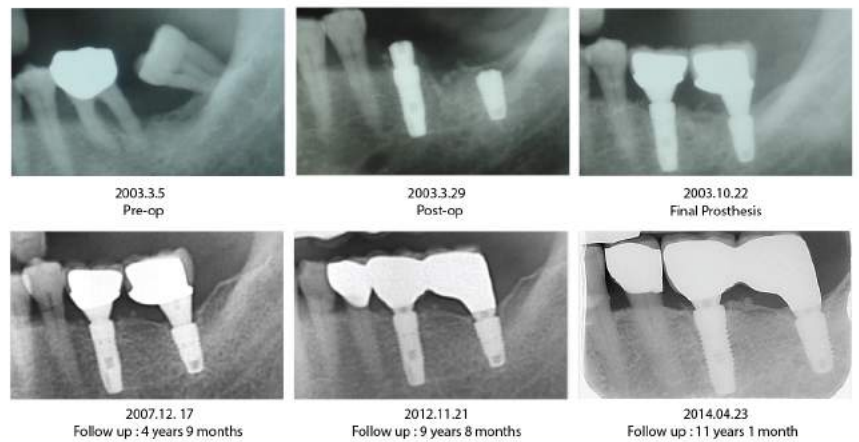 2003.3.5
Pre-op
2003.3.29
Post-op
2003.10.22
Final Prosthesis
2007.12. 17
Follow up : 4 years 9 months
2012.11.21
Follow up : 9 years 8 months
2014.04.23
Follow up : 11 years 1 month